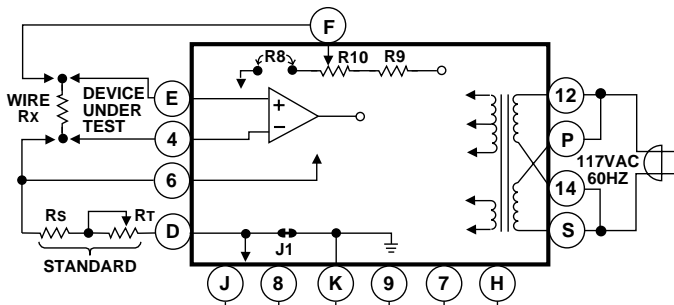 F
R8
R10
R9
E
DEVICE
UNDER
TEST
WIRE
Rx
+
−
12
P
4
117VAC
60HZ
6
14
RS
RT
D
S
J1
STANDARD
J
8
K
9
7
H